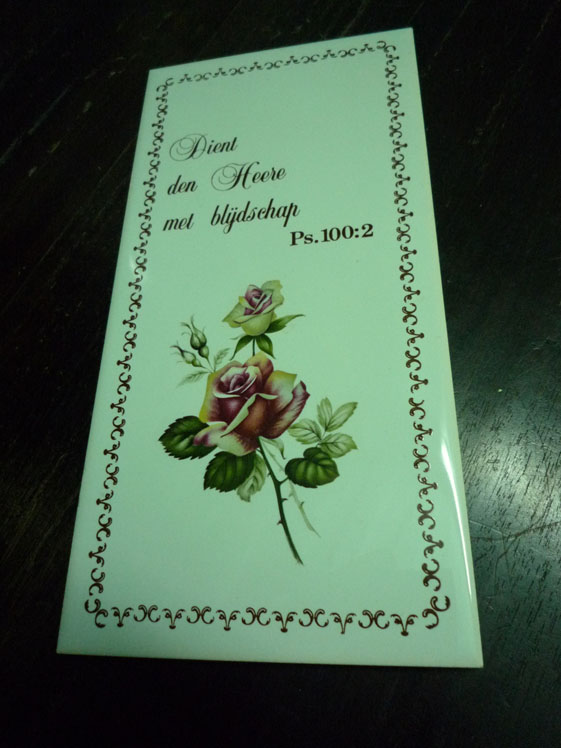 Dient
den Heere
met blijdschap
Ps.100:2